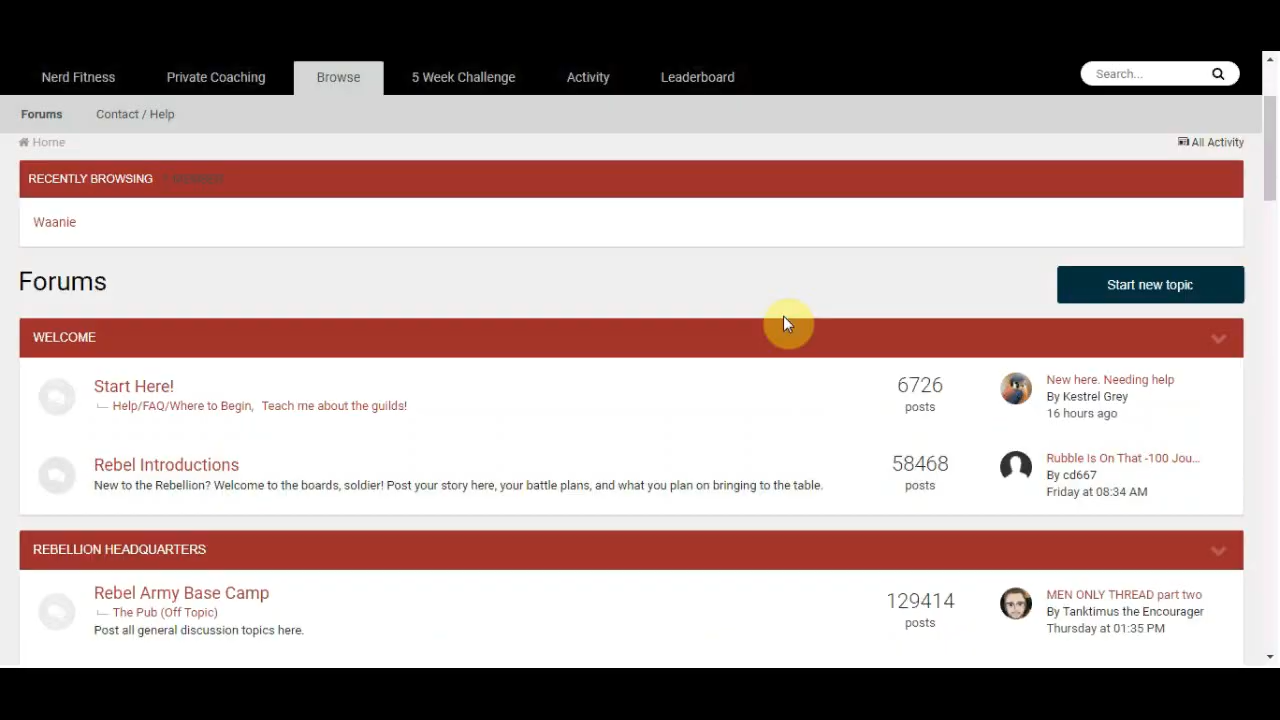 Nerd Fitness Private Coaching Browse 5 Week Challenge Activity Leaderboard Search...
Forums Contact / Help
Home All Activity
RECENTLY BROWSING
Waanie
Forums
Start new topic
WELCOME
Start Here!
Help/FAQ/Where to Begin, Teach me about the guilds!
6726
posts
New here. Needing help
By Kestrel Grey
16 hours ago
Rebel Introductions
New to the Rebellion? Welcome to the boards, soldier! Post your story here, your battle plans, and what you plan on bringing to the table.
58468
posts
Rubble Is On That -100 Jou...
By cd667
Friday at 08:34 AM
REBELLION HEADQUARTERS
Rebel Army Base Camp
The Pub (Off Topic)
Post all general discussion topics here.
129414
posts
MEN ONLY THREAD part two
By Tanktimus the Encourager
Thursday at 01:35 PM